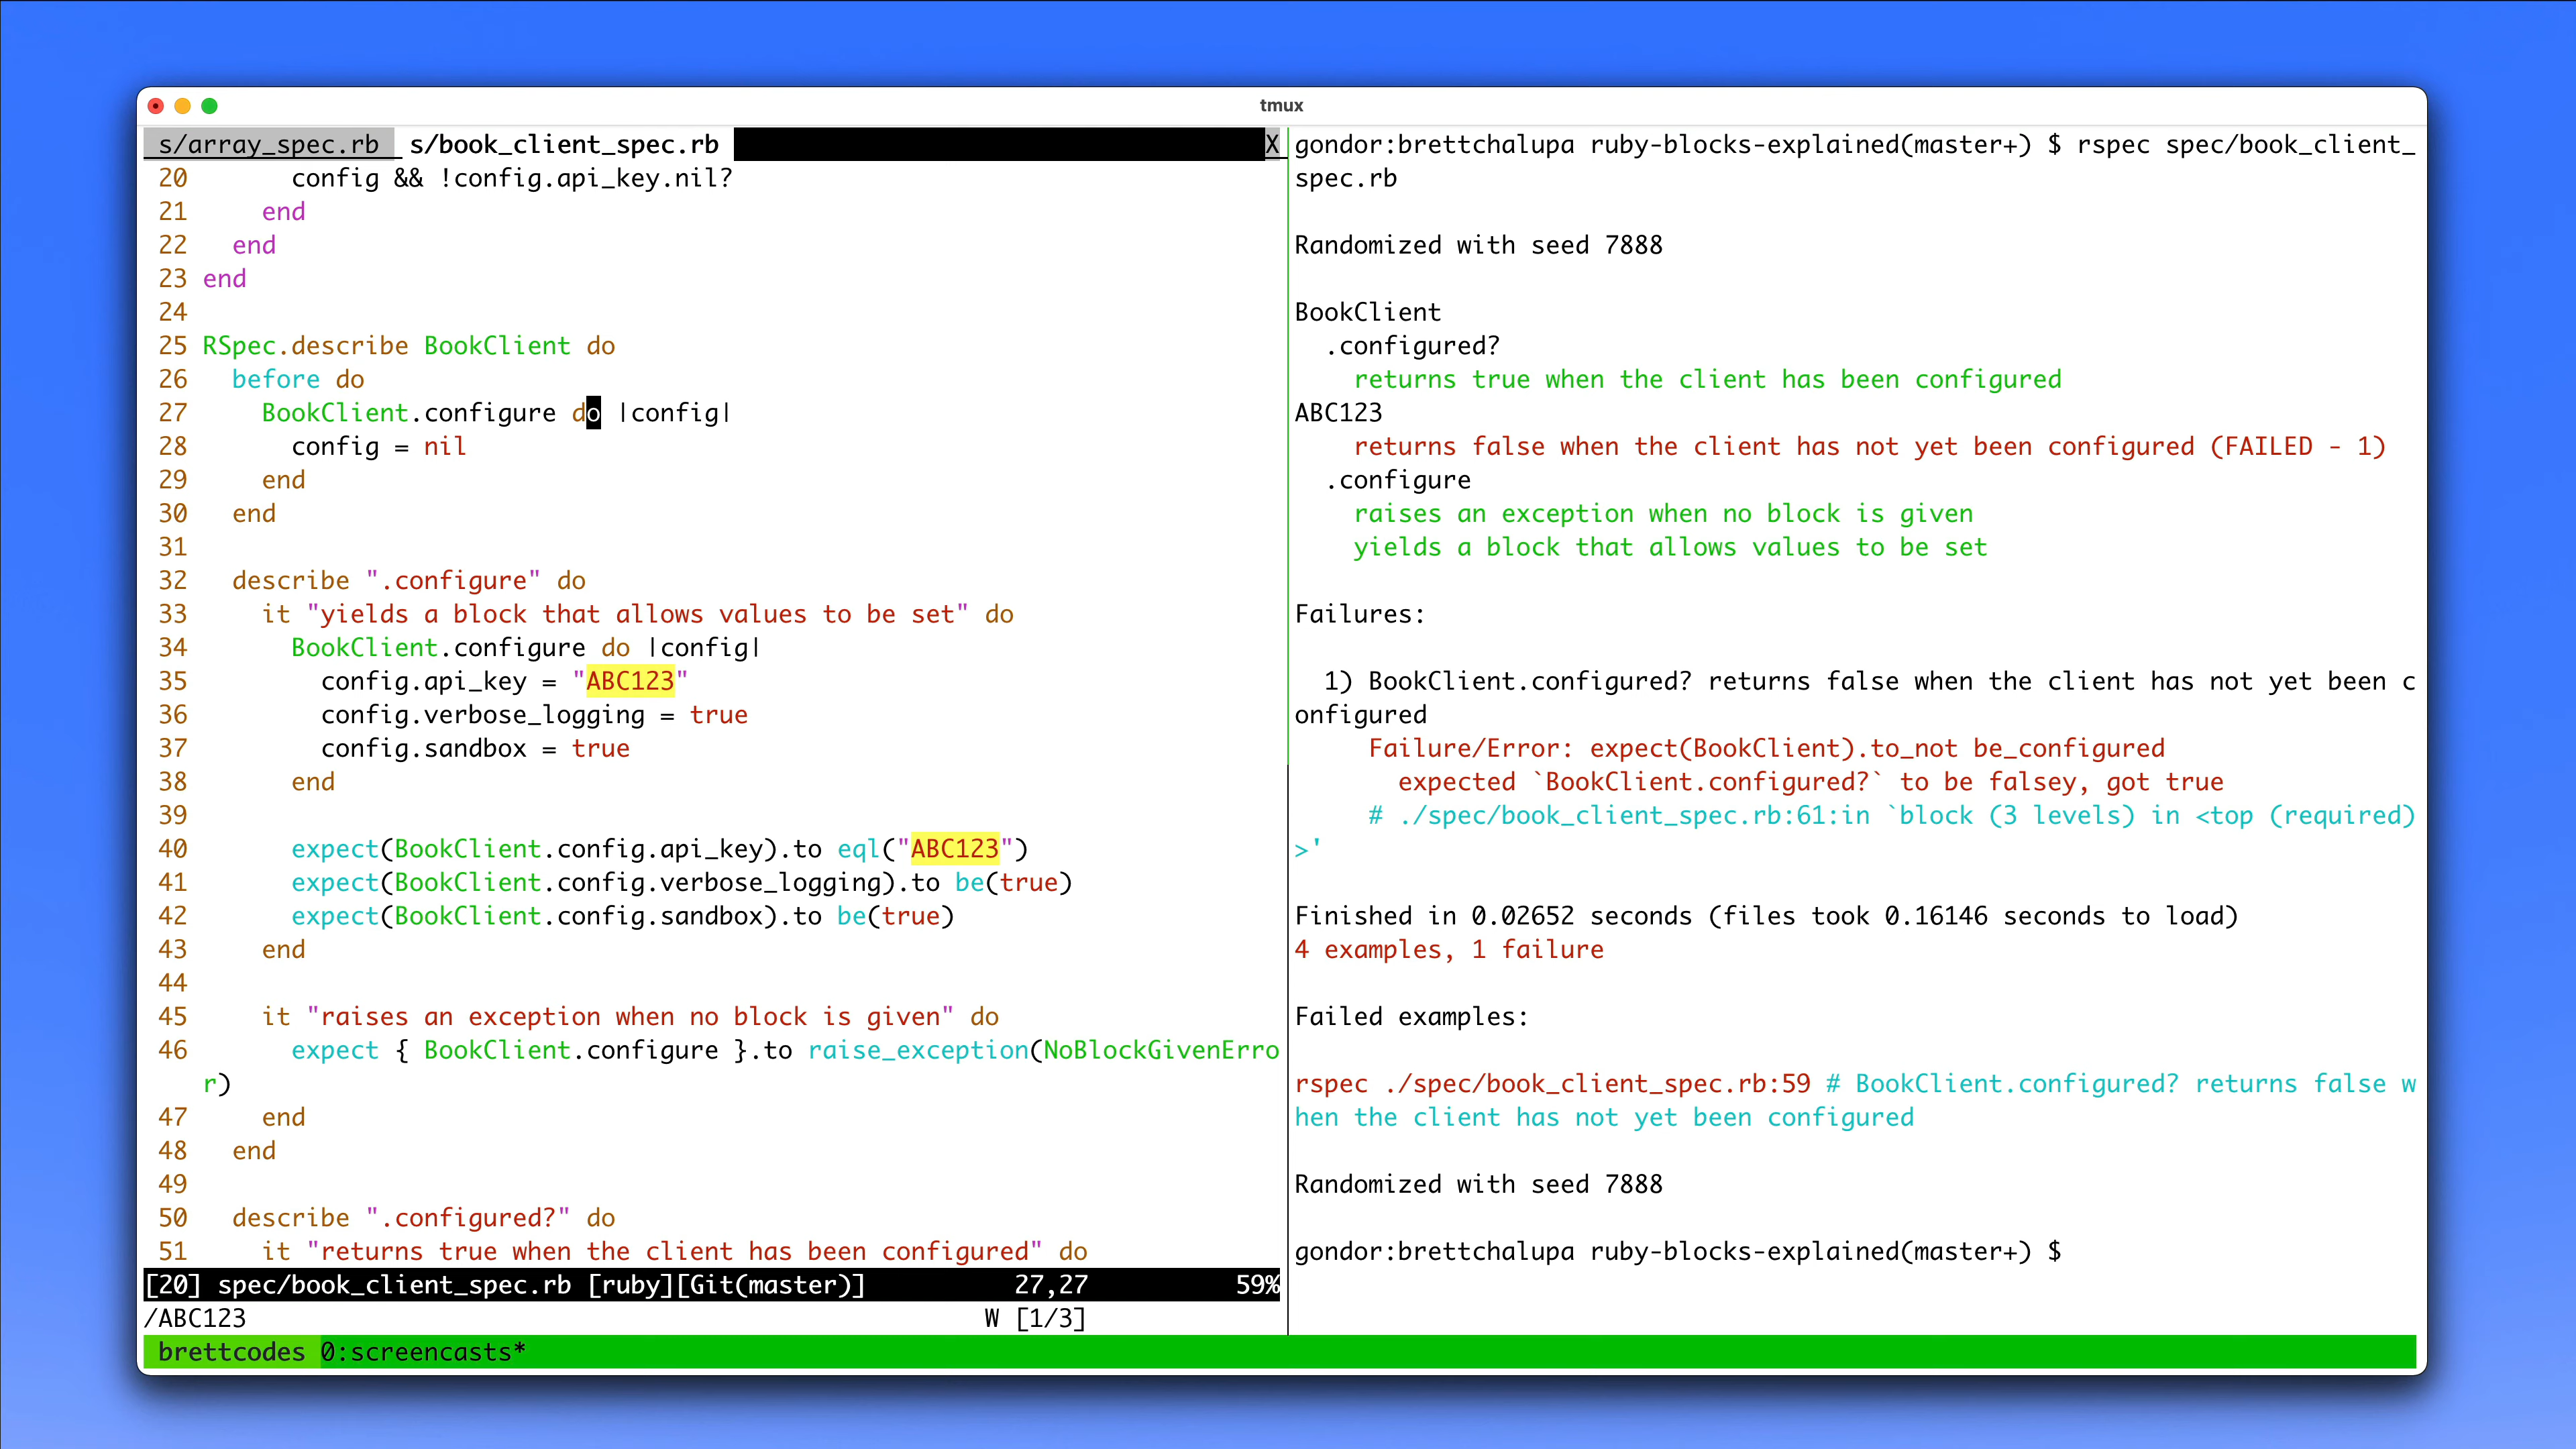 tmux
s/array_spec.rb s/book_client_spec.rb X
20 config && !config.api_key.nil?
21 end
22 end
23 end
24
25 RSpec.describe BookClient do
26 before do
27 BookClient.configure do |config|
28 config = nil
29 end
30 end
31
32 describe ".configure" do
33 it "yields a block that allows values to be set" do
34 BookClient.configure do |config|
35 config.api_key = "ABC123"
36 config.verbose_logging = true
37 config.sandbox = true
38 end
39
40 expect(BookClient.config.api_key).to eql("ABC123")
41 expect(BookClient.config.verbose_logging).to be(true)
42 expect(BookClient.config.sandbox).to be(true)
43 end
44
45 it "raises an exception when no block is given" do
46 expect { BookClient.configure }.to raise_exception(NoBlockGivenErro
r)
47 end
48 end
49
50 describe ".configured?" do
51 it "returns true when the client has been configured" do
[20] spec/book_client_spec.rb [ruby][Git(master)] 27,27 59%
/ABC123 W [1/3]
gondor:brettchalupa ruby-blocks-explained(master+) $ rspec spec/book_client_
spec.rb
Randomized with seed 7888
BookClient
.configured?
returns true when the client has been configured
ABC123
returns false when the client has not yet been configured (FAILED - 1)
.configure
raises an exception when no block is given
yields a block that allows values to be set
Failures:
1) BookClient.configured? returns false when the client has not yet been c
onfigured
Failure/Error: expect(BookClient).to_not be_configured
expected `BookClient.configured?` to be falsey, got true
# ./spec/book_client_spec.rb:61:in `block (3 levels) in <top (required)
>'
Finished in 0.02652 seconds (files took 0.16146 seconds to load)
4 examples, 1 failure
Failed examples:
rspec ./spec/book_client_spec.rb:59 # BookClient.configured? returns false w
hen the client has not yet been configured
Randomized with seed 7888
gondor:brettchalupa ruby-blocks-explained(master+) $
brettcodes 0:screencasts*